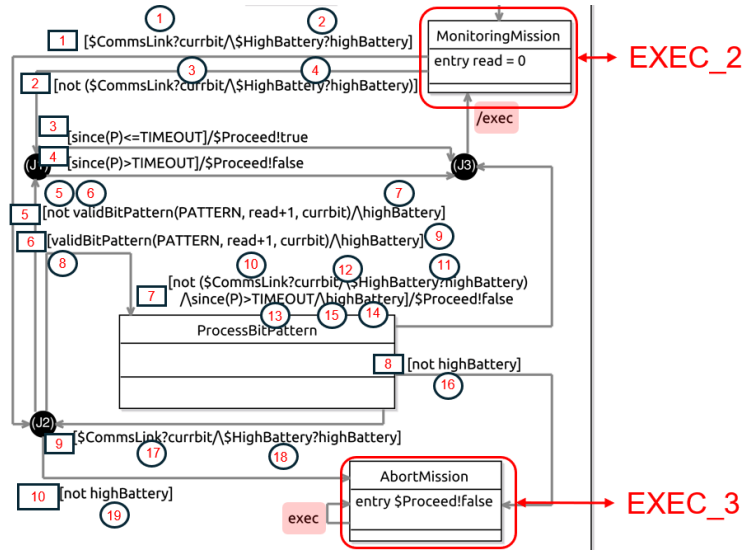 1 2
1 [$CommsLink?currbit/\$HighBattery?highBattery]
MonitoringMission
entry read = 0
EXEC_2
3 4
2 [not ($CommsLink?currbit/\$HighBattery?highBattery)]
/exec
3 [since(P)<=TIMEOUT]/$Proceed!true
4 [since(P)>TIMEOUT]/$Proceed!false
(J3)
5 6 7
5 [not validBitPattern(PATTERN, read+1, currbit)/\highBattery]
6 [validBitPattern(PATTERN, read+1, currbit)/\highBattery] 9
8 10 12 11
[not ($CommsLink?currbit/\$HighBattery?highBattery)
7 /\since(P)>TIMEOUT/\highBattery]/$Proceed!false
13 15 14
ProcessBitPattern
8 [not highBattery]
16
(J2)
9 [$CommsLink?currbit/\$HighBattery?highBattery]
17 18
AbortMission
10 [not highBattery]
entry $Proceed!false
EXEC_3
19
exec